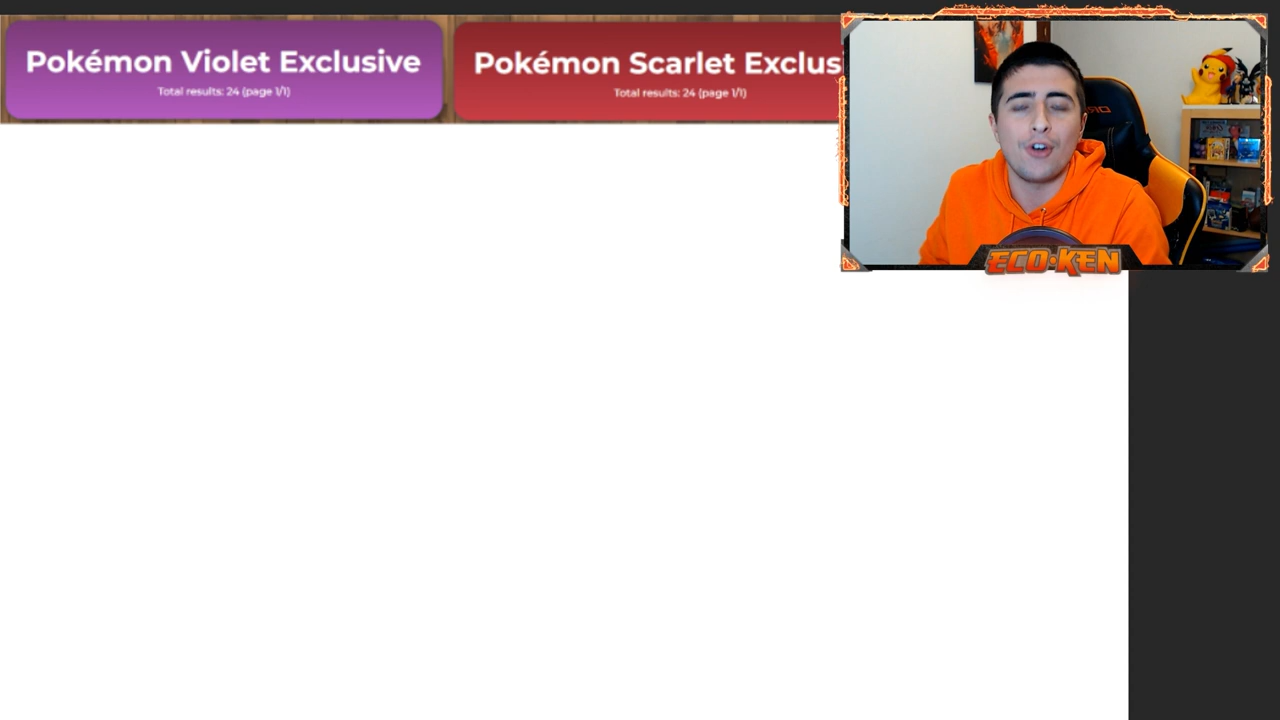 Pokémon Violet Exclusive
Total results: 24 (page 1/1)
Pokémon Scarlet Exclus
Total results: 24 (page 1/1)
ECO•KEN